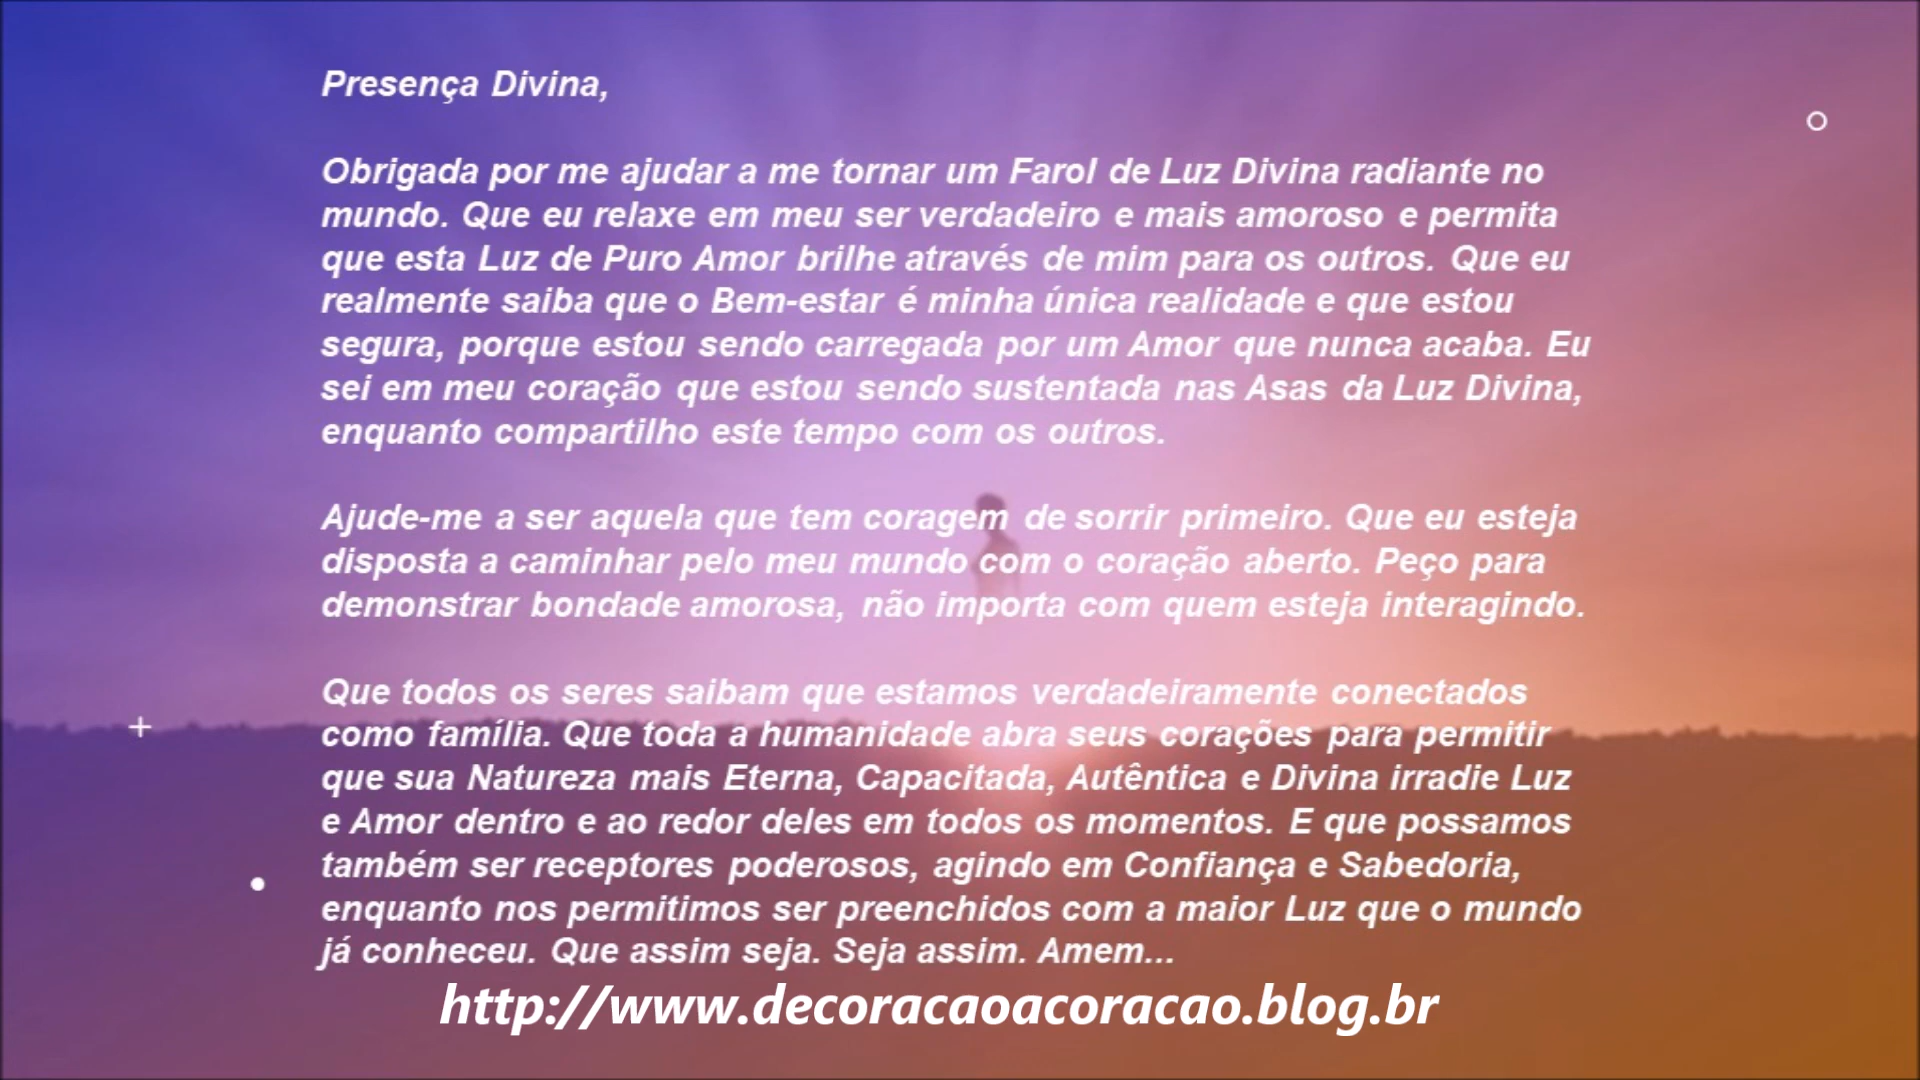 Presença Divina,
Obrigada por me ajudar a me tornar um Farol de Luz Divina radiante no
mundo. Que eu relaxe em meu ser verdadeiro e mais amoroso e permita
que esta Luz de Puro Amor brilhe através de mim para os outros. Que eu
realmente saiba que o Bem-estar é minha única realidade e que estou
segura, porque estou sendo carregada por um Amor que nunca acaba. Eu
sei em meu coração que estou sendo sustentada nas Asas da Luz Divina,
enquanto compartilho este tempo com os outros.
Ajude-me a ser aquela que tem coragem de sorrir primeiro. Que eu esteja
disposta a caminhar pelo meu mundo com o coração aberto. Peço para
demonstrar bondade amorosa, não importa com quem esteja interagindo.
Que todos os seres saibam que estamos verdadeiramente conectados
como família. Que toda a humanidade abra seus corações para permitir
que sua Natureza mais Eterna, Capacitada, Autêntica e Divina irradie Luz
e Amor dentro e ao redor deles em todos os momentos. E que possamos
também ser receptores poderosos, agindo em Confiança e Sabedoria,
enquanto nos permitimos ser preenchidos com a maior Luz que o mundo
já conheceu. Que assim seja. Seja assim. Amem...
http://www.decoracaoacoracao.blog.br